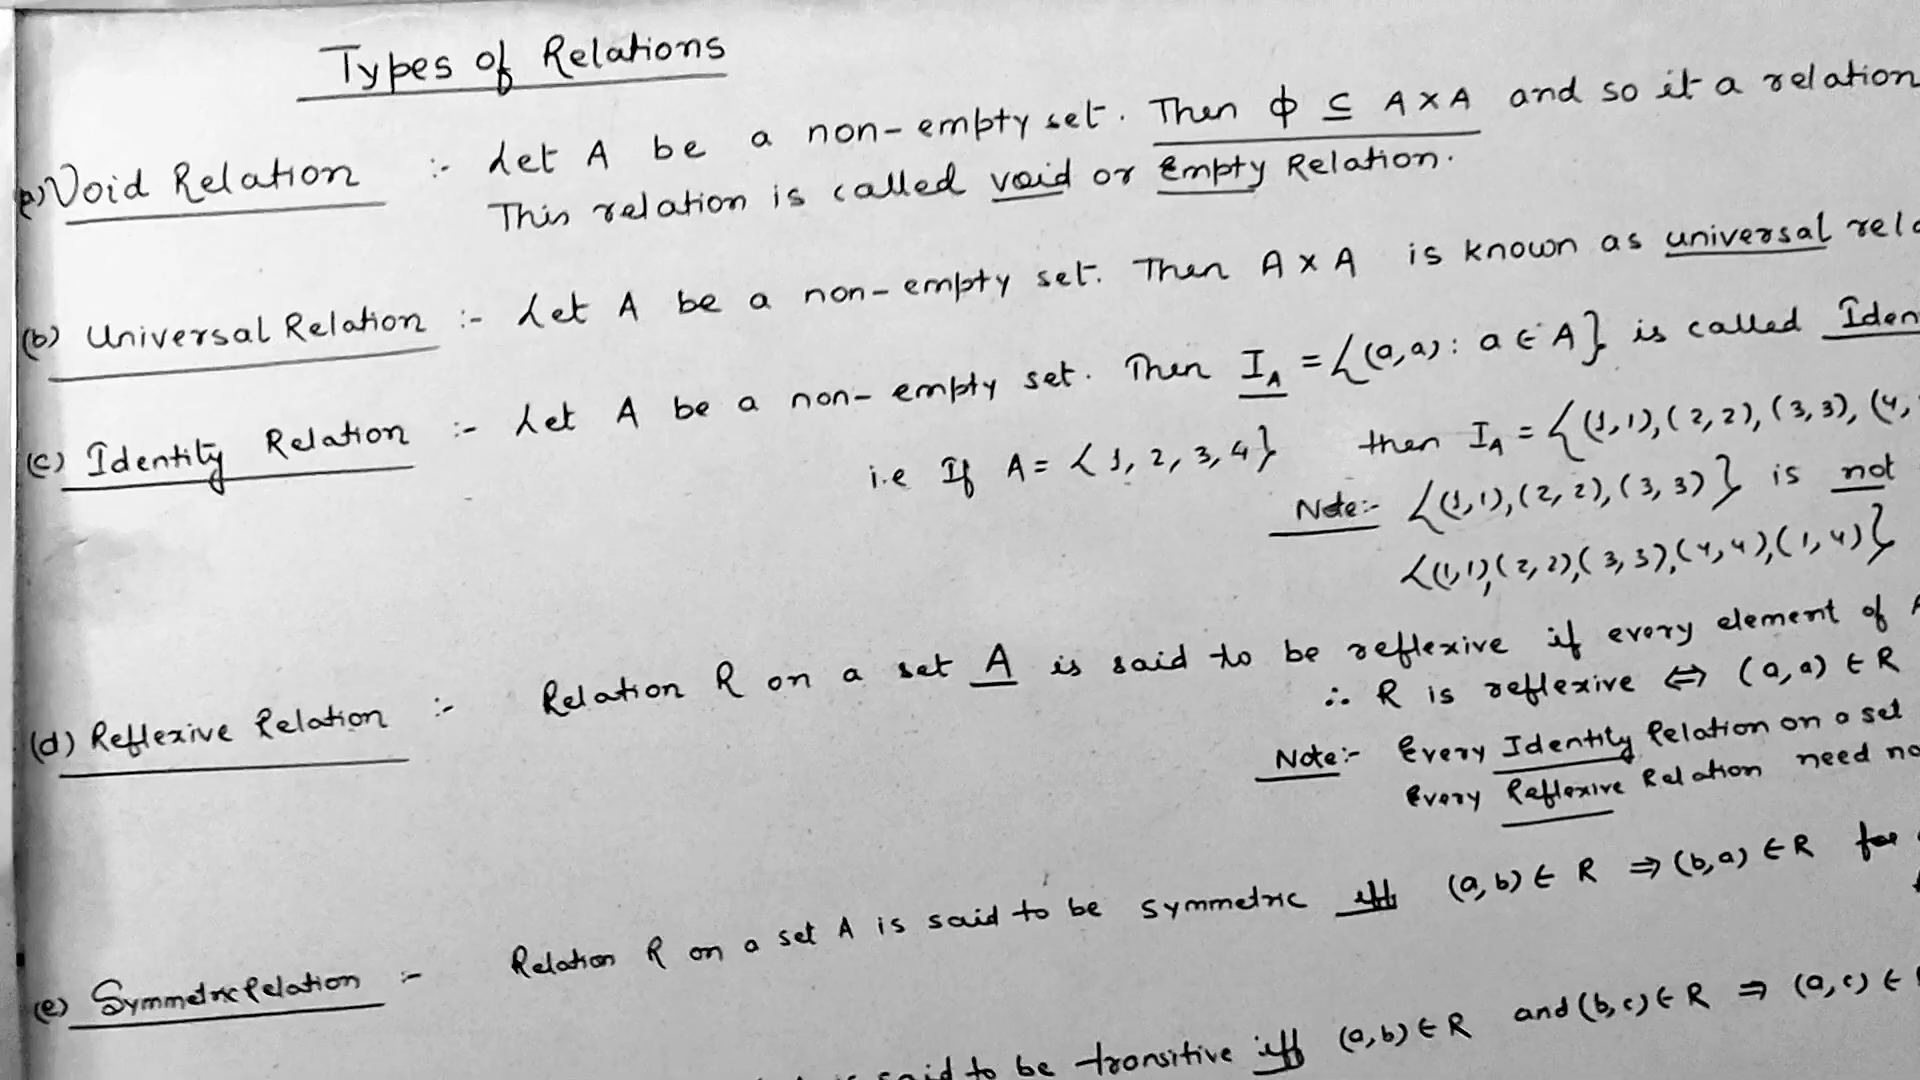 Types of Relations
(a) Void Relation :- Let A be a non-empty set. Then ϕ ⊆ A×A and so it a relation
This relation is called void or Empty Relation.
(b) Universal Relation :- Let A be a non-empty set. Then A×A is known as universal rela
(c) Identity Relation :- Let A be a non-empty set. Then I_A = {(a,a): a ∈ A} is called Iden
i.e If A = {1, 2, 3, 4} then I_A = {(1,1),(2,2),(3,3),(4,
Note:- {(1,1),(2,2),(3,3)} is not
{(1,1),(2,2),(3,3),(4,4),(1,4)}
(d) Reflexive Relation :- Relation R on a set A is said to be reflexive if every element of A
∴ R is reflexive ⇔ (a,a) ∈ R
Note:- Every Identity Relation on a set
Every Reflexive Relation need no
(e) Symmetric Relation :- Relation R on a set A is said to be symmetric iff (a,b) ∈ R ⇒ (b,a) ∈ R for
said to be transitive iff (a,b) ∈ R and (b,c) ∈ R ⇒ (a,c) ∈